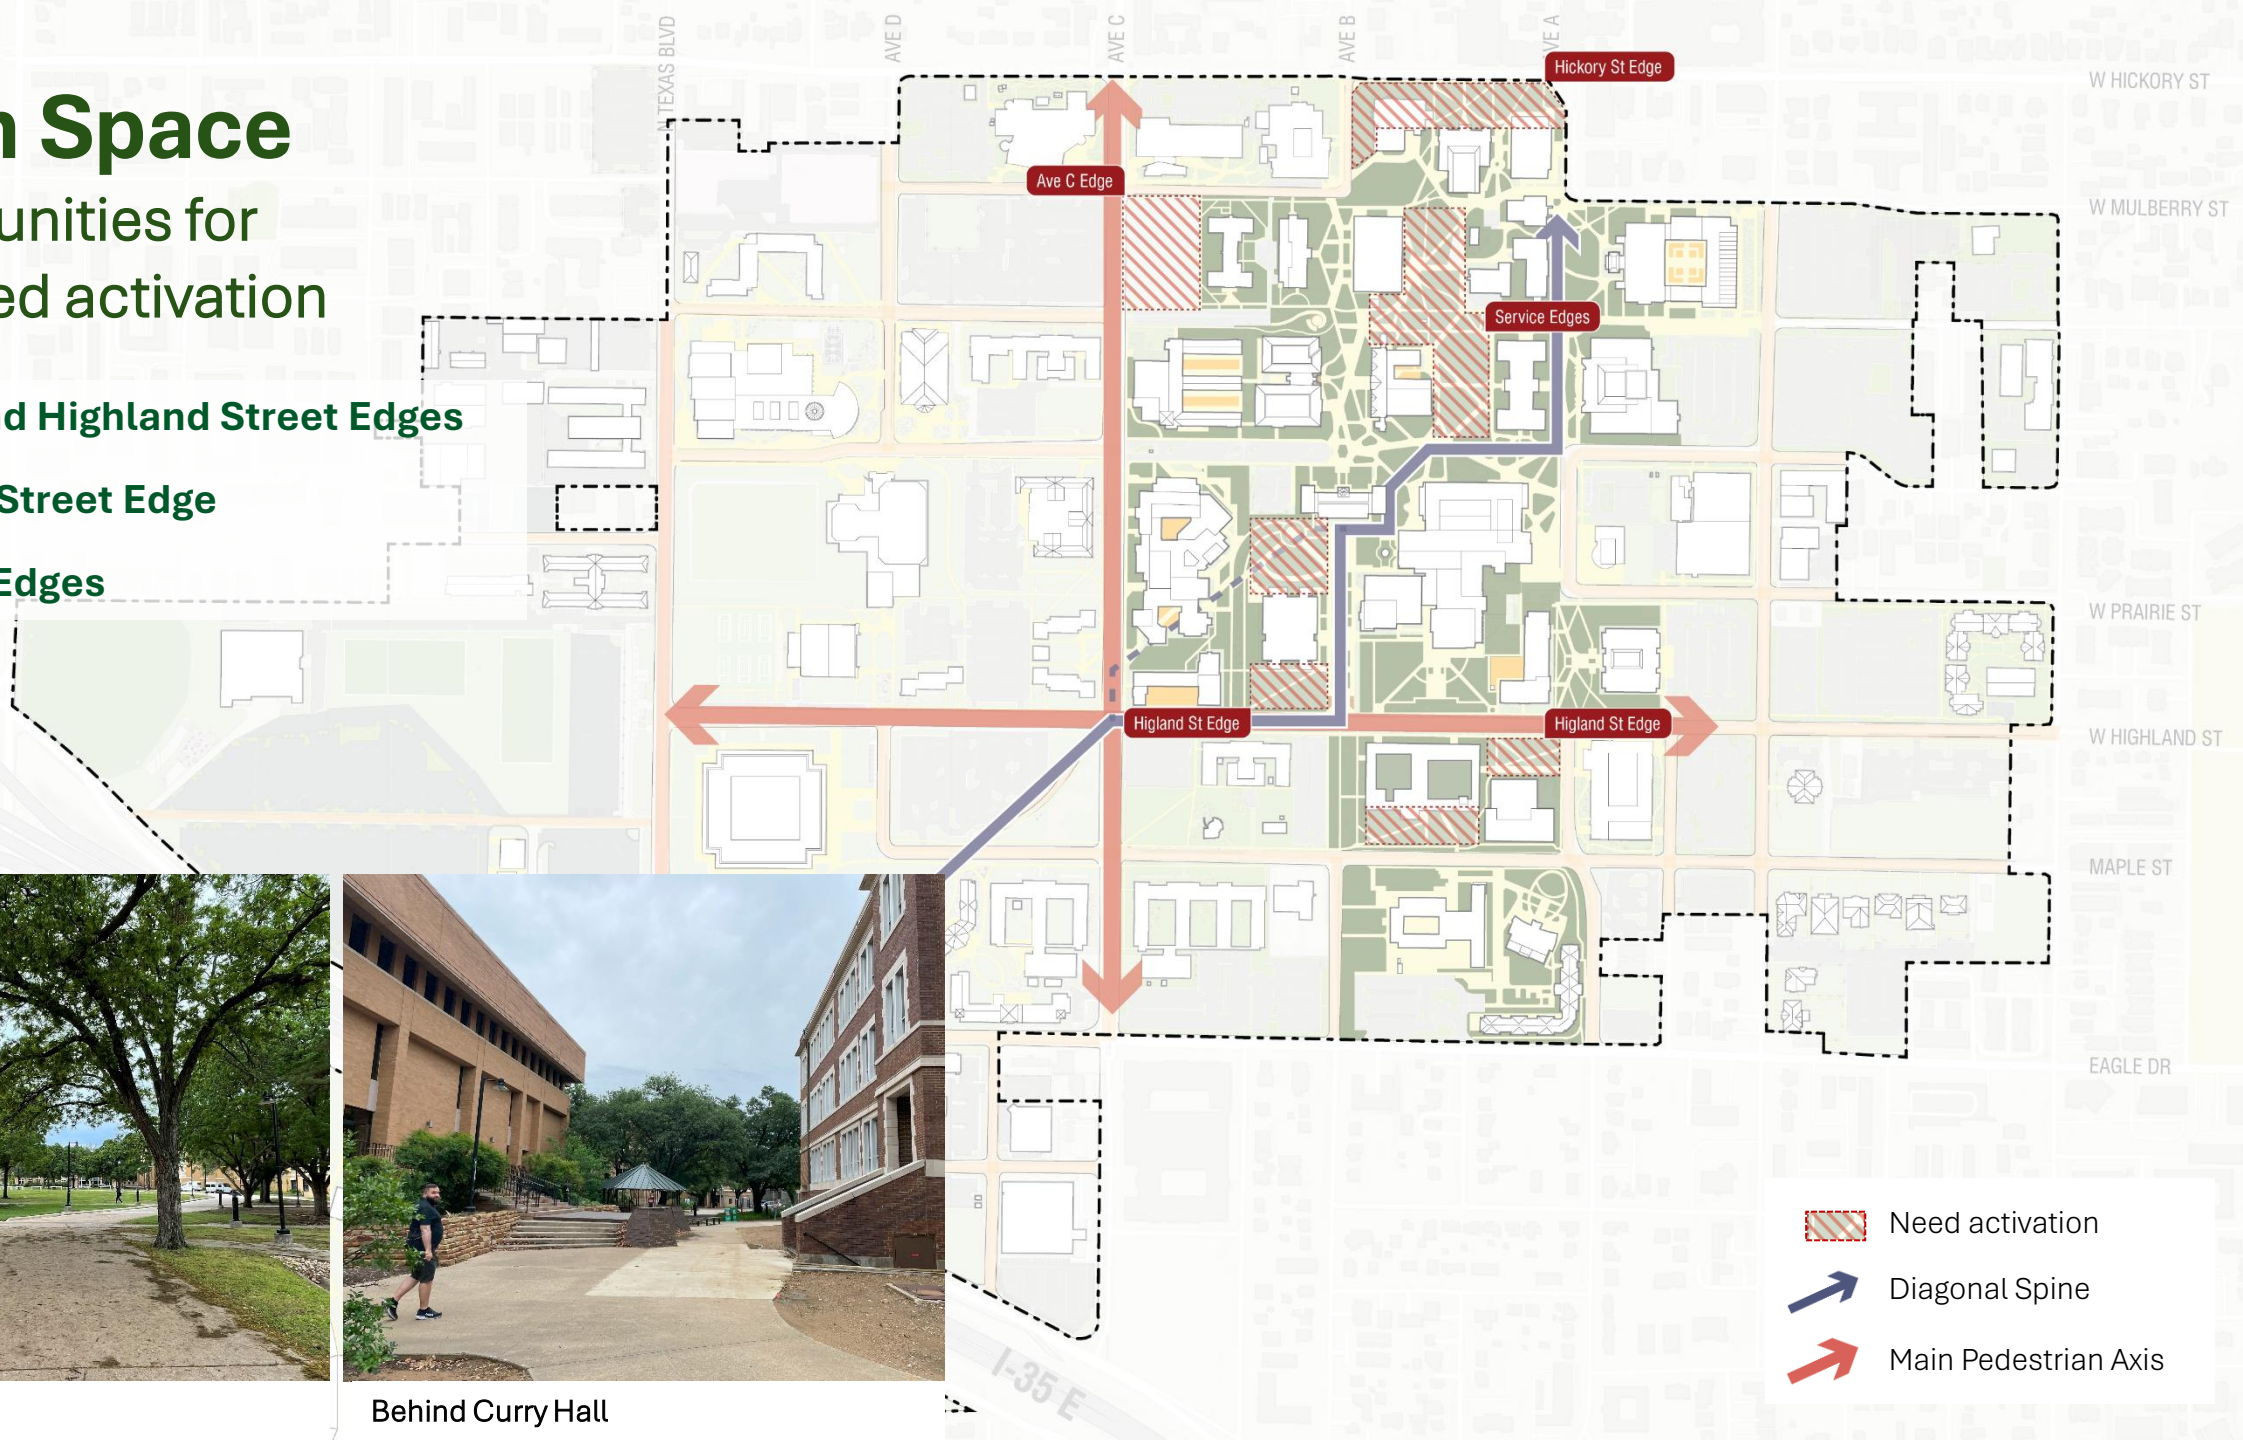 n Space
unities for
ed activation
d Highland Street Edges
Street Edge
Edges
TEXAS BLVD
AVE D
AVE C
AVE B
AVE A
Hickory St Edge
W HICKORY ST
Ave C Edge
W MULBERRY ST
Service Edges
W PRAIRIE ST
Higland St Edge
Higland St Edge
W HIGHLAND ST
MAPLE ST
EAGLE DR
I-35 E
Need activation
Diagonal Spine
Main Pedestrian Axis
Behind Curry Hall